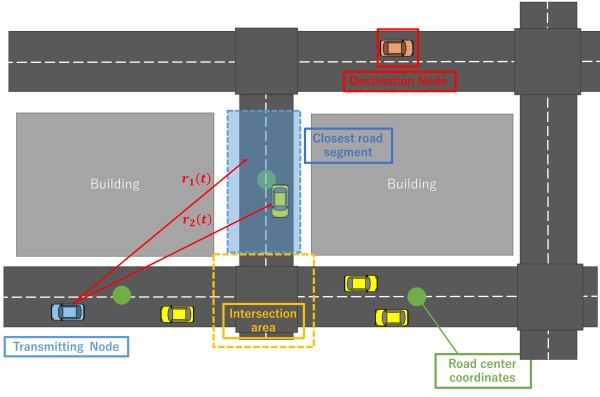 Destination Node
Closest road
segment
Building
Building
r₁(t)
r₂(t)
Intersection
area
Transmitting Node
Road center
coordinates